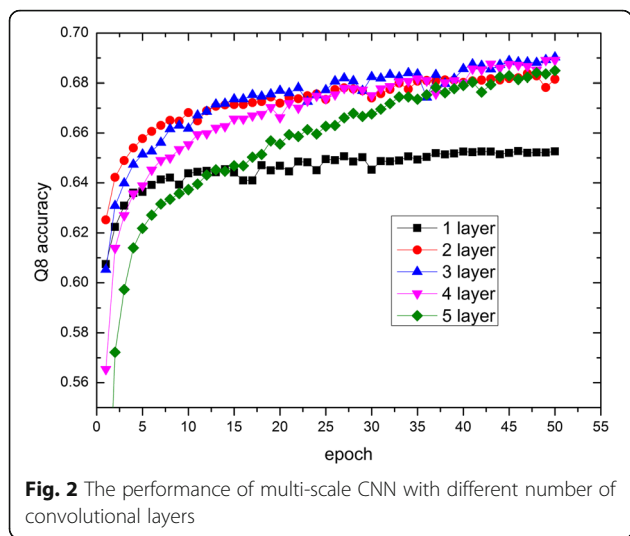 0.70
0.68
0.66
0.64
0.62
0.60
0.58
0.56
Q8 accuracy
1 layer
2 layer
3 layer
4 layer
5 layer
0 5 10 15 20 25 30 35 40 45 50 55
epoch
Fig. 2 The performance of multi-scale CNN with different number of
convolutional layers